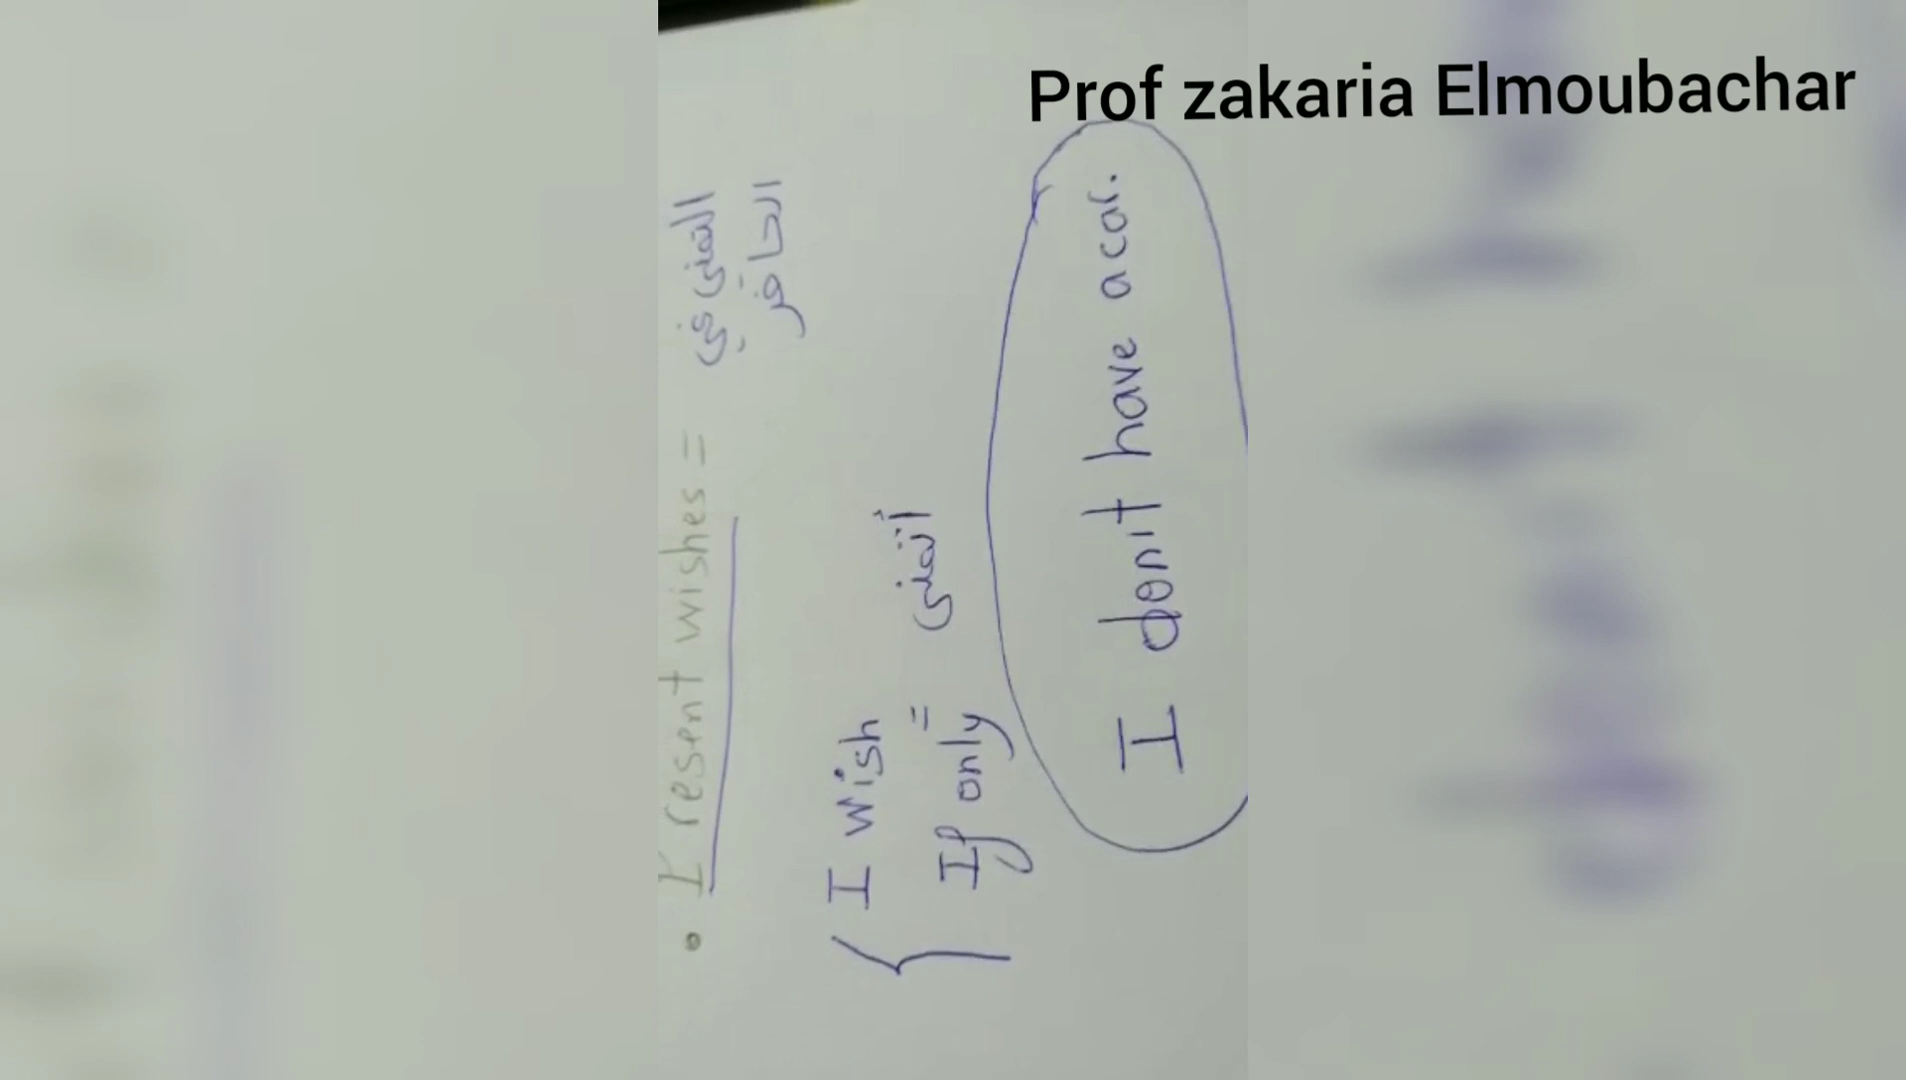 Prof zakaria Elmoubachar
• Present wishes = التمني في
الحاضر
I wish
=
If only أتمنى
I don't have a car.